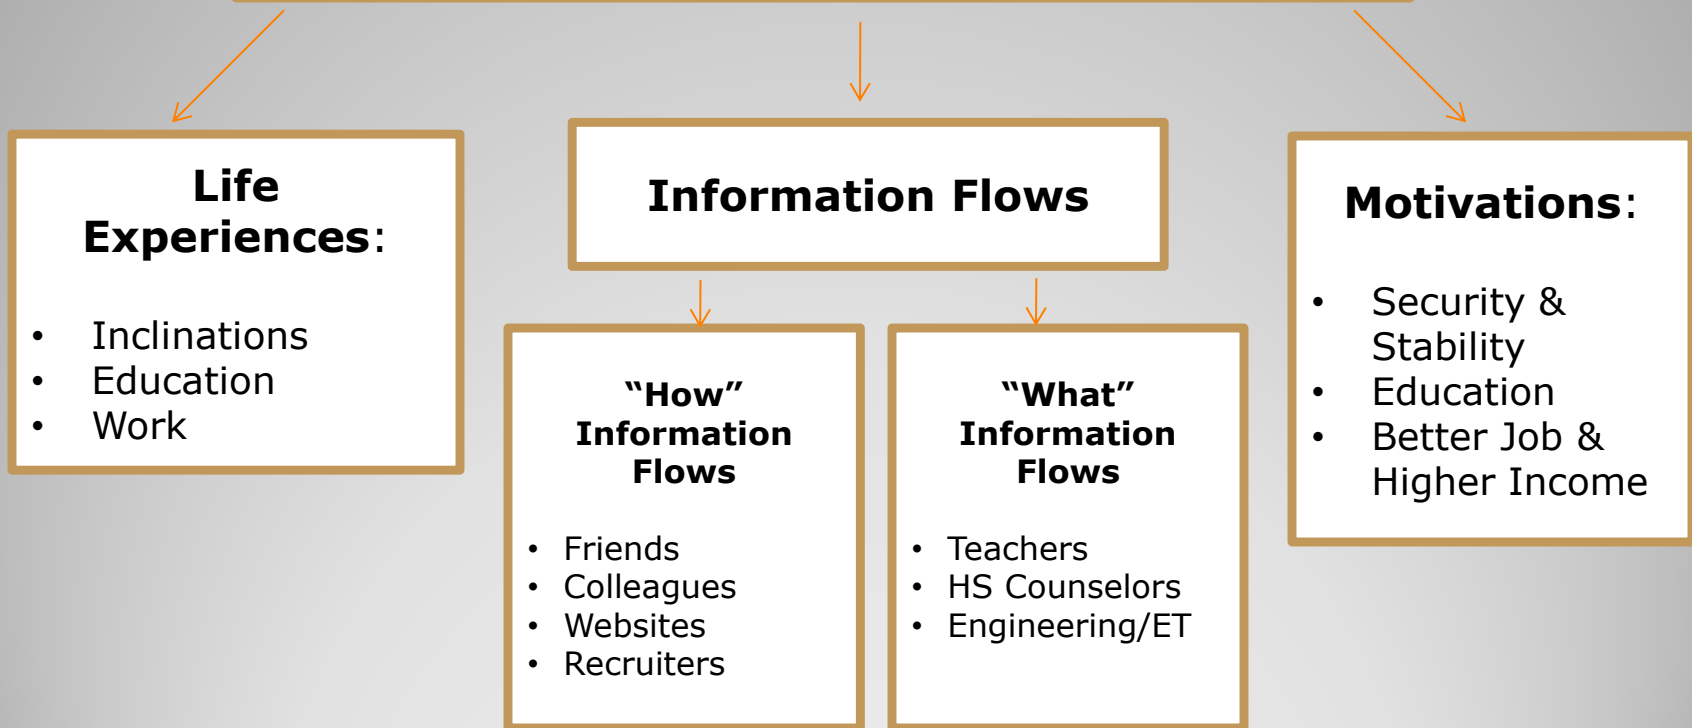 Life
Experiences:
• Inclinations
• Education
• Work
Information Flows
“How”
Information
Flows
• Friends
• Colleagues
• Websites
• Recruiters
“What”
Information
Flows
• Teachers
• HS Counselors
• Engineering/ET
Motivations:
• Security &
Stability
• Education
• Better Job &
Higher Income